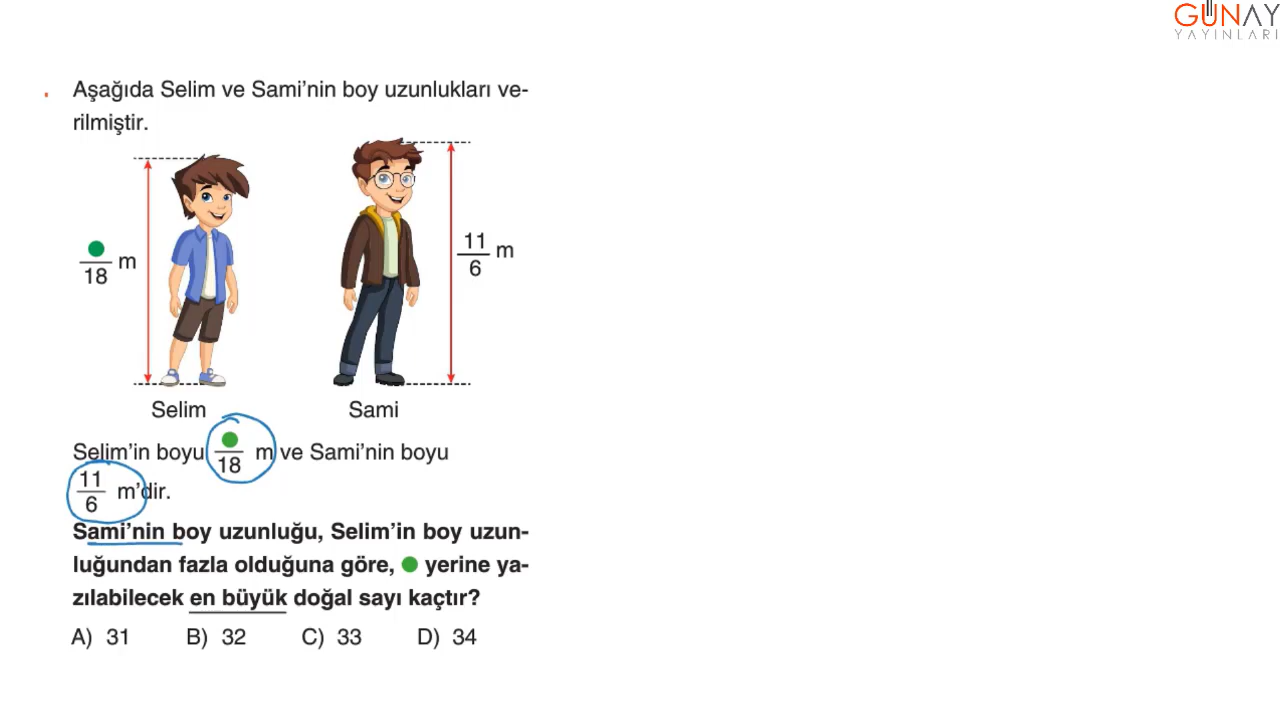 GÜNAY
YAYINLARI
Aşağıda Selim ve Sami'nin boy uzunlukları ve-
rilmiştir.
18 m
11/6 m
Selim Sami
Selim'in boyu ●/18 m ve Sami'nin boyu
11/6 m'dir.
Sami'nin boy uzunluğu, Selim'in boy uzun-
luğundan fazla olduğuna göre, ● yerine ya-
zılabilecek en büyük doğal sayı kaçtır?
A) 31 B) 32 C) 33 D) 34